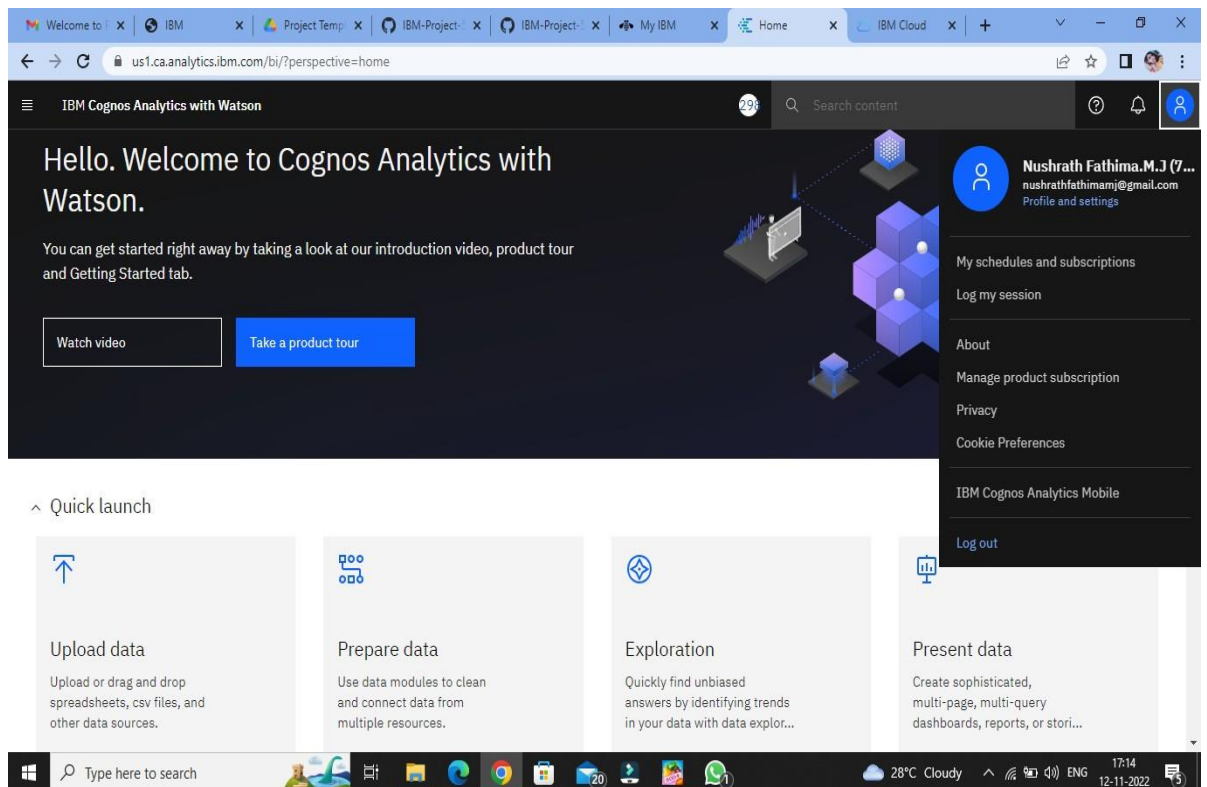 Welcome to F
IBM
Project Temp
IBM-Project-
IBM-Project-
My IBM
Home
IBM Cloud
us1.ca.analytics.ibm.com/bi/?perspective=home
IBM Cognos Analytics with Watson
Search content
Hello. Welcome to Cognos Analytics with
Watson.
You can get started right away by taking a look at our introduction video, product tour
and Getting Started tab.
Watch video
Take a product tour
Nushrath Fathima.M.J (7...
nushrathfathimamj@gmail.com
Profile and settings
My schedules and subscriptions
Log my session
About
Manage product subscription
Privacy
Cookie Preferences
IBM Cognos Analytics Mobile
Log out
Quick launch
Upload data
Upload or drag and drop
spreadsheets, csv files, and
other data sources.
Prepare data
Use data modules to clean
and connect data from
multiple resources.
Exploration
Quickly find unbiased
answers by identifying trends
in your data with data explor...
Present data
Create sophisticated,
multi-page, multi-query
dashboards, reports, or stori...
Type here to search
20
1
28°C Cloudy
ENG
17:14
12-11-2022
5